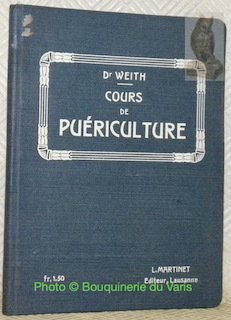 Dr WEITH
COURS
DE
PUÉRICULTURE
L. MARTINET
fr. 1.50 Editeur, Lausanne
Photo © Bouquinerie du Varis